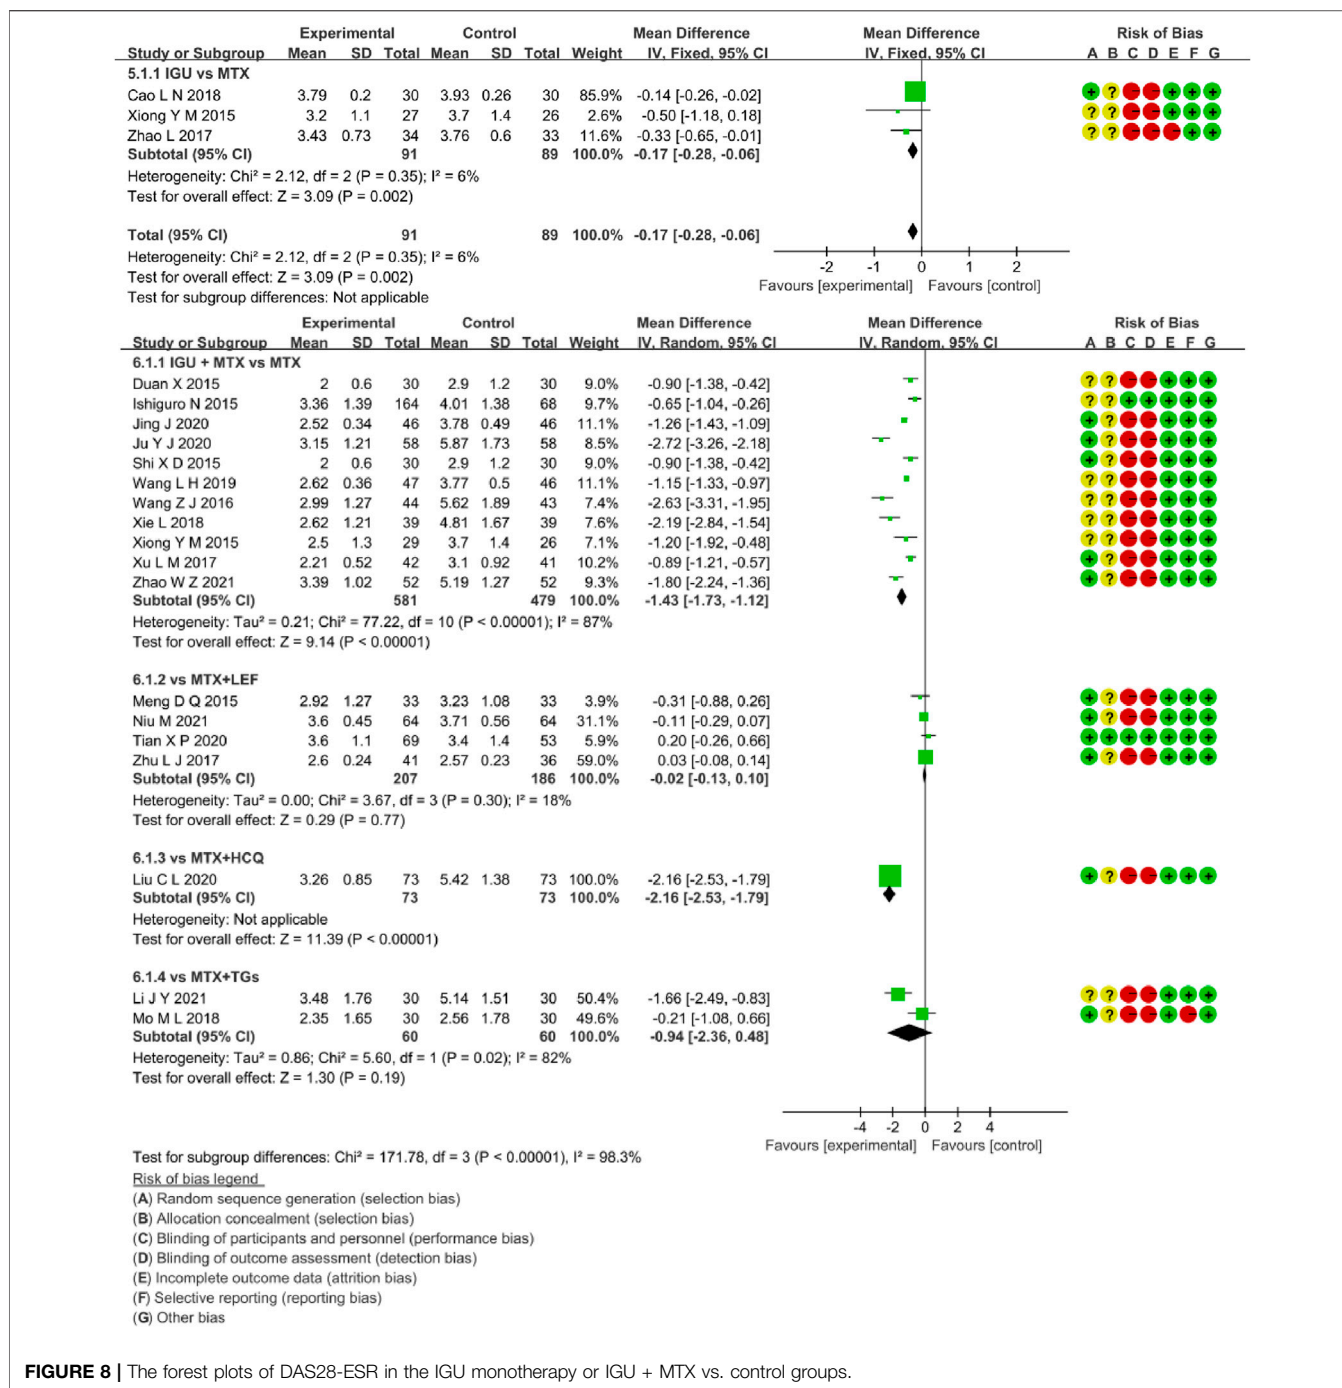 Experimental Control Mean Difference Mean Difference Risk of Bias
Study or Subgroup Mean SD Total Mean SD Total Weight IV, Fixed, 95% CI IV, Fixed, 95% CI A B C D E F G
5.1.1 IGU vs MTX
Cao L N 2018 3.79 0.2 30 3.93 0.26 30 85.9% -0.14 [-0.26, -0.02] + ? - - + + +
Xiong Y M 2015 3.2 1.1 27 3.7 1.4 26 2.6% -0.50 [-1.18, 0.18] ? ? - - + + +
Zhao L 2017 3.43 0.73 34 3.76 0.6 33 11.6% -0.33 [-0.65, -0.01] ? ? - - - + +
Subtotal (95% CI) 91 89 100.0% -0.17 [-0.28, -0.06]
Heterogeneity: Chi² = 2.12, df = 2 (P = 0.35); I² = 6%
Test for overall effect: Z = 3.09 (P = 0.002)
Total (95% CI) 91 89 100.0% -0.17 [-0.28, -0.06]
Heterogeneity: Chi² = 2.12, df = 2 (P = 0.35); I² = 6%
Test for overall effect: Z = 3.09 (P = 0.002)
Test for subgroup differences: Not applicable
-2 -1 0 1 2
Favours [experimental] Favours [control]
Experimental Control Mean Difference Mean Difference Risk of Bias
Study or Subgroup Mean SD Total Mean SD Total Weight IV, Random, 95% CI IV, Random, 95% CI A B C D E F G
6.1.1 IGU + MTX vs MTX
Duan X 2015 2 0.6 30 2.9 1.2 30 9.0% -0.90 [-1.38, -0.42] ? ? - - + + +
Ishiguro N 2015 3.36 1.39 164 4.01 1.38 68 9.7% -0.65 [-1.04, -0.26] ? ? + + + + +
Jing J 2020 2.52 0.34 46 3.78 0.49 46 11.1% -1.26 [-1.43, -1.09] + ? - - + + +
Ju Y J 2020 3.15 1.21 58 5.87 1.73 58 8.5% -2.72 [-3.26, -2.18] + ? - - + + +
Shi X D 2015 2 0.6 30 2.9 1.2 30 9.0% -0.90 [-1.38, -0.42] + ? - - + + +
Wang L H 2019 2.62 0.36 47 3.77 0.5 46 11.1% -1.15 [-1.33, -0.97] ? ? - - + + +
Wang Z J 2016 2.99 1.27 44 5.62 1.89 43 7.4% -2.63 [-3.31, -1.95] ? ? - - + + +
Xie L 2018 2.62 1.21 39 4.81 1.67 39 7.6% -2.19 [-2.84, -1.54] ? ? - - + + +
Xiong Y M 2015 2.5 1.3 29 3.7 1.4 26 7.1% -1.20 [-1.92, -0.48] ? ? - - + + +
Xu L M 2017 2.21 0.52 42 3.1 0.92 41 10.2% -0.89 [-1.21, -0.57] + ? - - + + +
Zhao W Z 2021 3.39 1.02 52 5.19 1.27 52 9.3% -1.80 [-2.24, -1.36] + ? - - + + +
Subtotal (95% CI) 581 479 100.0% -1.43 [-1.73, -1.12]
Heterogeneity: Tau² = 0.21; Chi² = 77.22, df = 10 (P < 0.00001); I² = 87%
Test for overall effect: Z = 9.14 (P < 0.00001)
6.1.2 vs MTX+LEF
Meng D Q 2015 2.92 1.27 33 3.23 1.08 33 3.9% -0.31 [-0.88, 0.26] + ? - - + + +
Niu M 2021 3.6 0.45 64 3.71 0.56 64 31.1% -0.11 [-0.29, 0.07] + ? - - + + +
Tian X P 2020 3.6 1.1 69 3.4 1.4 53 5.9% 0.20 [-0.26, 0.66] + + + + + + +
Zhu L J 2017 2.6 0.24 41 2.57 0.23 36 59.0% 0.03 [-0.08, 0.14] + ? - - + + +
Subtotal (95% CI) 207 186 100.0% -0.02 [-0.13, 0.10]
Heterogeneity: Tau² = 0.00; Chi² = 3.67, df = 3 (P = 0.30); I² = 18%
Test for overall effect: Z = 0.29 (P = 0.77)
6.1.3 vs MTX+HCQ
Liu C L 2020 3.26 0.85 73 5.42 1.38 73 100.0% -2.16 [-2.53, -1.79] + ? - - + + +
Subtotal (95% CI) 73 73 100.0% -2.16 [-2.53, -1.79]
Heterogeneity: Not applicable
Test for overall effect: Z = 11.39 (P < 0.00001)
6.1.4 vs MTX+TGs
Li J Y 2021 3.48 1.76 30 5.14 1.51 30 50.4% -1.66 [-2.49, -0.83] ? ? - - + + +
Mo M L 2018 2.35 1.65 30 2.56 1.78 30 49.6% -0.21 [-1.08, 0.66] + ? - - + - +
Subtotal (95% CI) 60 60 100.0% -0.94 [-2.36, 0.48]
Heterogeneity: Tau² = 0.86; Chi² = 5.60, df = 1 (P = 0.02); I² = 82%
Test for overall effect: Z = 1.30 (P = 0.19)
-4 -2 0 2 4
Favours [experimental] Favours [control]
Test for subgroup differences: Chi² = 171.78, df = 3 (P < 0.00001), I² = 98.3%
Risk of bias legend
(A) Random sequence generation (selection bias)
(B) Allocation concealment (selection bias)
(C) Blinding of participants and personnel (performance bias)
(D) Blinding of outcome assessment (detection bias)
(E) Incomplete outcome data (attrition bias)
(F) Selective reporting (reporting bias)
(G) Other bias
FIGURE 8 | The forest plots of DAS28-ESR in the IGU monotherapy or IGU + MTX vs. control groups.